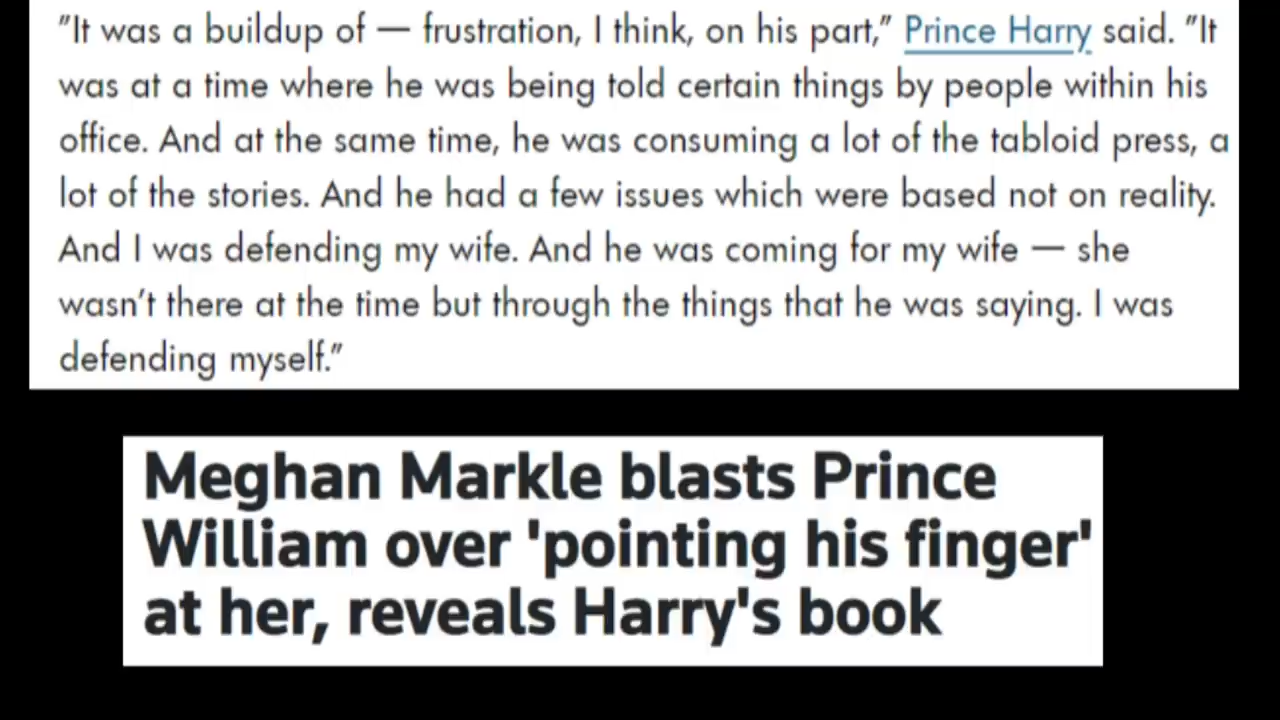 "It was a buildup of — frustration, I think, on his part," Prince Harry said. "It
was at a time where he was being told certain things by people within his
office. And at the same time, he was consuming a lot of the tabloid press, a
lot of the stories. And he had a few issues which were based not on reality.
And I was defending my wife. And he was coming for my wife — she
wasn't there at the time but through the things that he was saying. I was
defending myself."
Meghan Markle blasts Prince
William over 'pointing his finger'
at her, reveals Harry's book